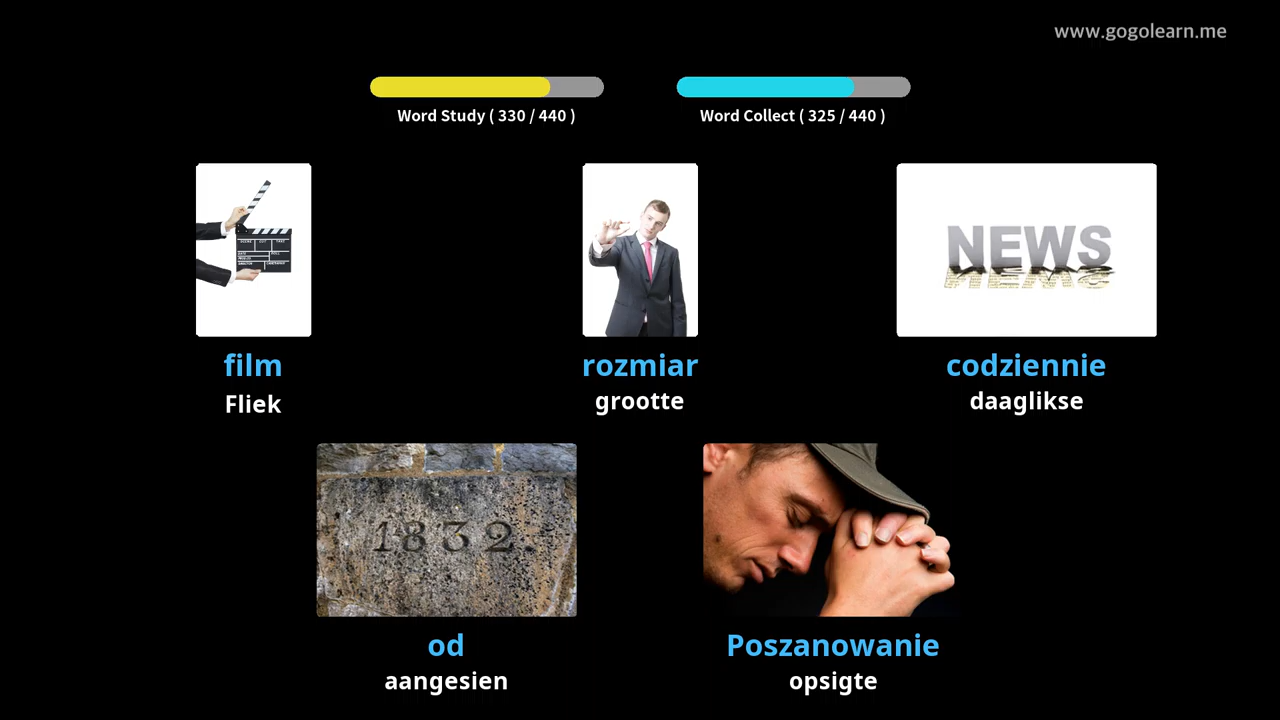 www.gogolearn.me
Word Study ( 330 / 440 )
Word Collect ( 325 / 440 )
NEWS
film
Fliek
rozmiar
grootte
codziennie
daaglikse
1832.
od
aangesien
Poszanowanie
opsigte